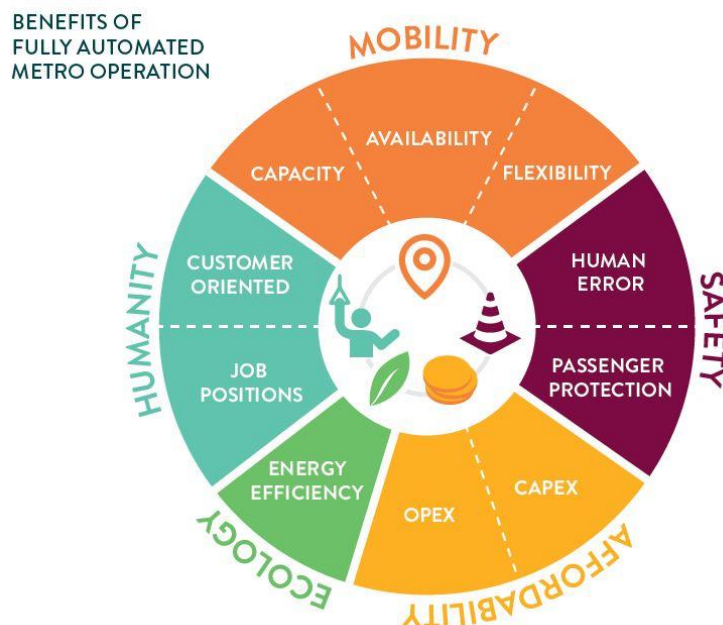 BENEFITS OF
FULLY AUTOMATED
METRO OPERATION
MOBILITY
CAPACITY
AVAILABILITY
FLEXIBILITY
SAFETY
HUMAN
ERROR
PASSENGER
PROTECTION
AFFORDABILITY
CAPEX
OPEX
ECOLOGY
ENERGY
EFFICIENCY
HUMANITY
JOB
POSITIONS
CUSTOMER
ORIENTED